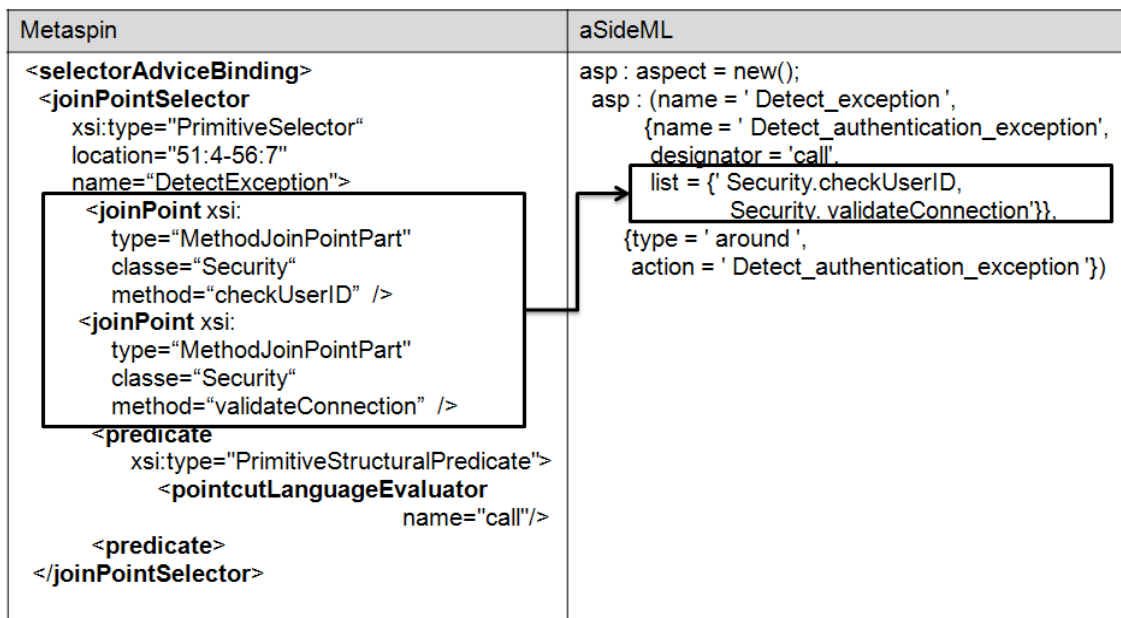 Metaspin
<selectorAdviceBinding>
<joinPointSelector
xsi:type="PrimitiveSelector“
location="51:4-56:7"
name=“DetectException">
<joinPoint xsi:
type=“MethodJoinPointPart"
classe=“Security“
method=“checkUserID” />
<joinPoint xsi:
type=“MethodJoinPointPart"
classe=“Security“
method=“validateConnection” />
<predicate
xsi:type="PrimitiveStructuralPredicate">
<pointcutLanguageEvaluator
name="call"/>
<predicate>
</joinPointSelector>
aSideML
asp : aspect = new();
asp : (name = ' Detect_exception ',
{name = ' Detect_authentication_exception',
designator = 'call',
list = {' Security.checkUserID,
Security. validateConnection'}},
{type = ' around ',
action = ' Detect_authentication_exception '})